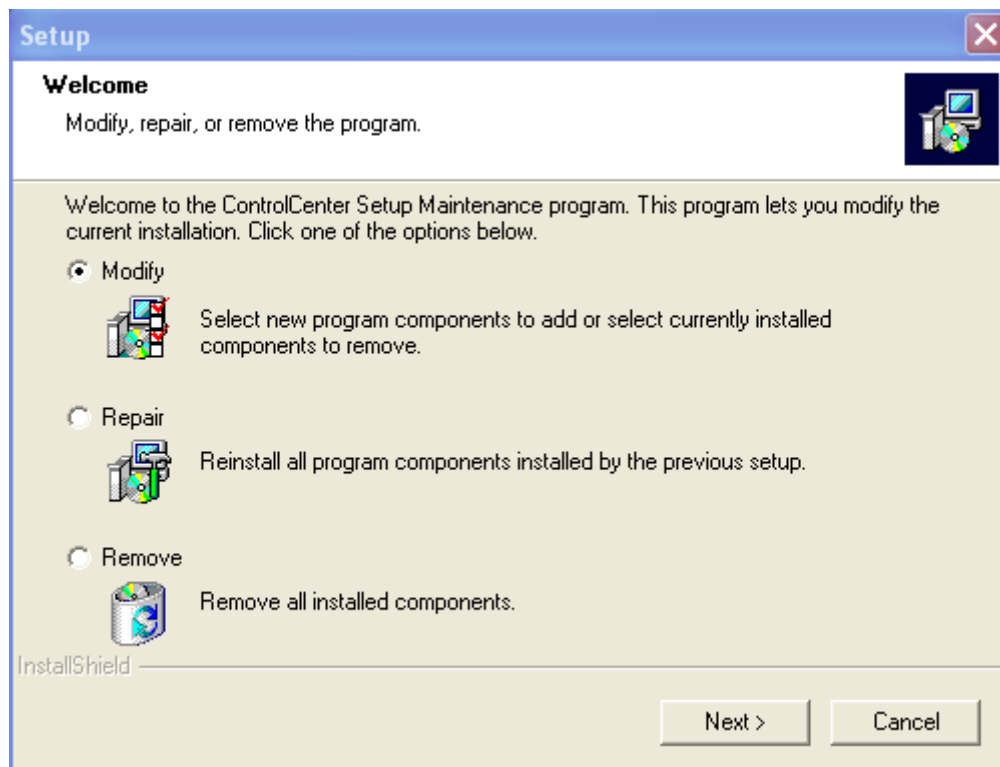 Setup
Welcome
Modify, repair, or remove the program.
Welcome to the ControlCenter Setup Maintenance program. This program lets you modify the
current installation. Click one of the options below.
Modify
Select new program components to add or select currently installed
components to remove.
Repair
Reinstall all program components installed by the previous setup.
Remove
Remove all installed components.
InstallShield
Next >
Cancel